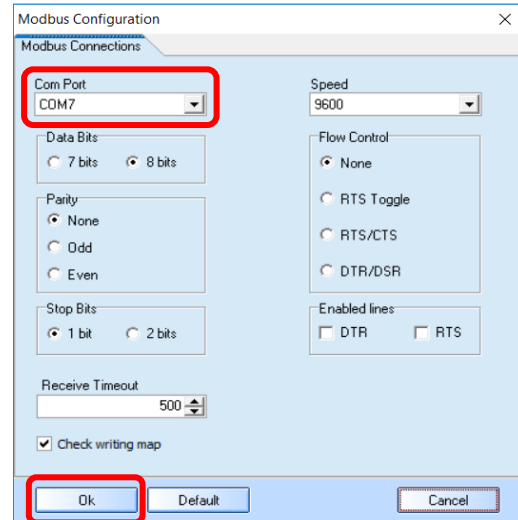 Modbus Configuration
Modbus Connections
Com Port
COM7
Speed
9600
Data Bits
7 bits
8 bits
Flow Control
None
RTS Toggle
RTS/CTS
DTR/DSR
Parity
None
Odd
Even
Stop Bits
1 bit
2 bits
Enabled lines
DTR
RTS
Receive Timeout
500
Check writing map
Ok
Default
Cancel